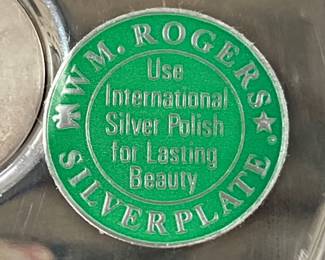 WM. ROGERS
Use
International
Silver Polish
for Lasting
Beauty
SILVERPLATE